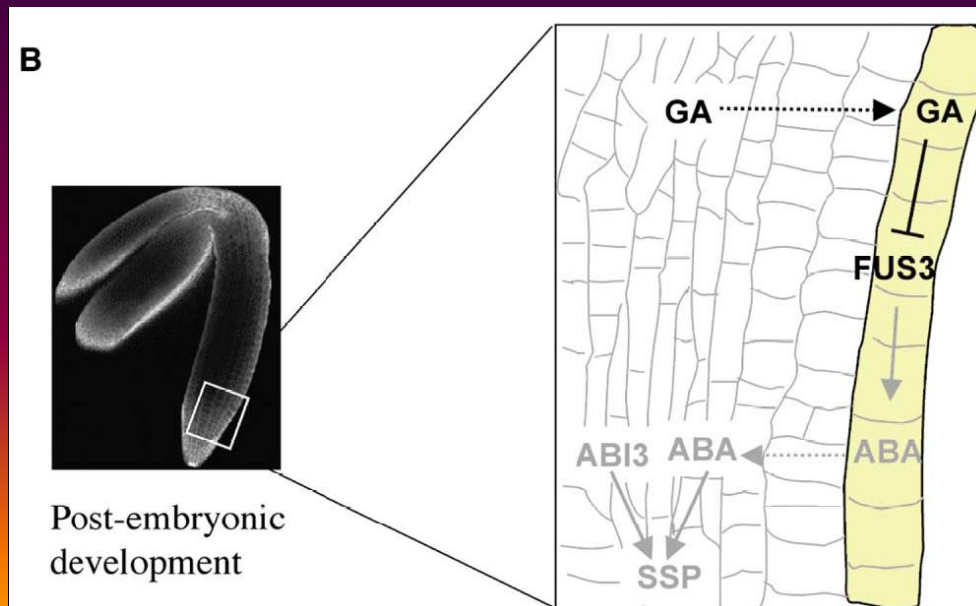 B
GA GA
FUS3
ABI3 ABA ABA
SSP
Post-embryonic
development